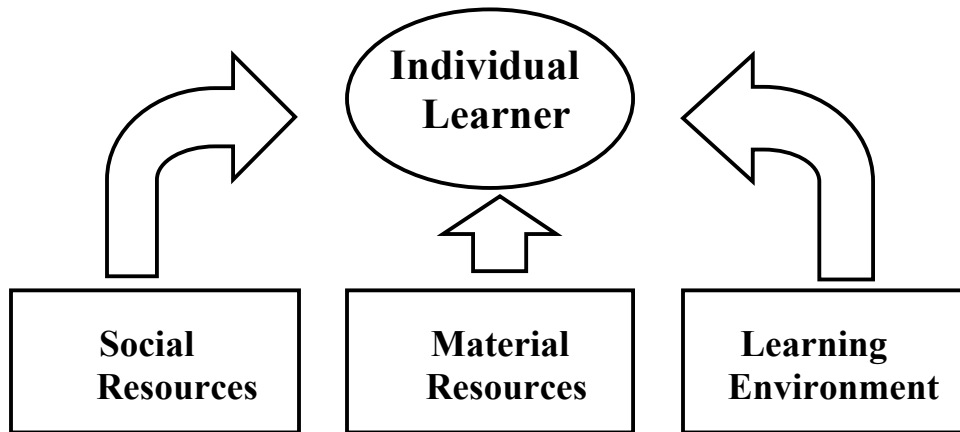 Individual
Learner
Social
Resources
Material
Resources
Learning
Environment